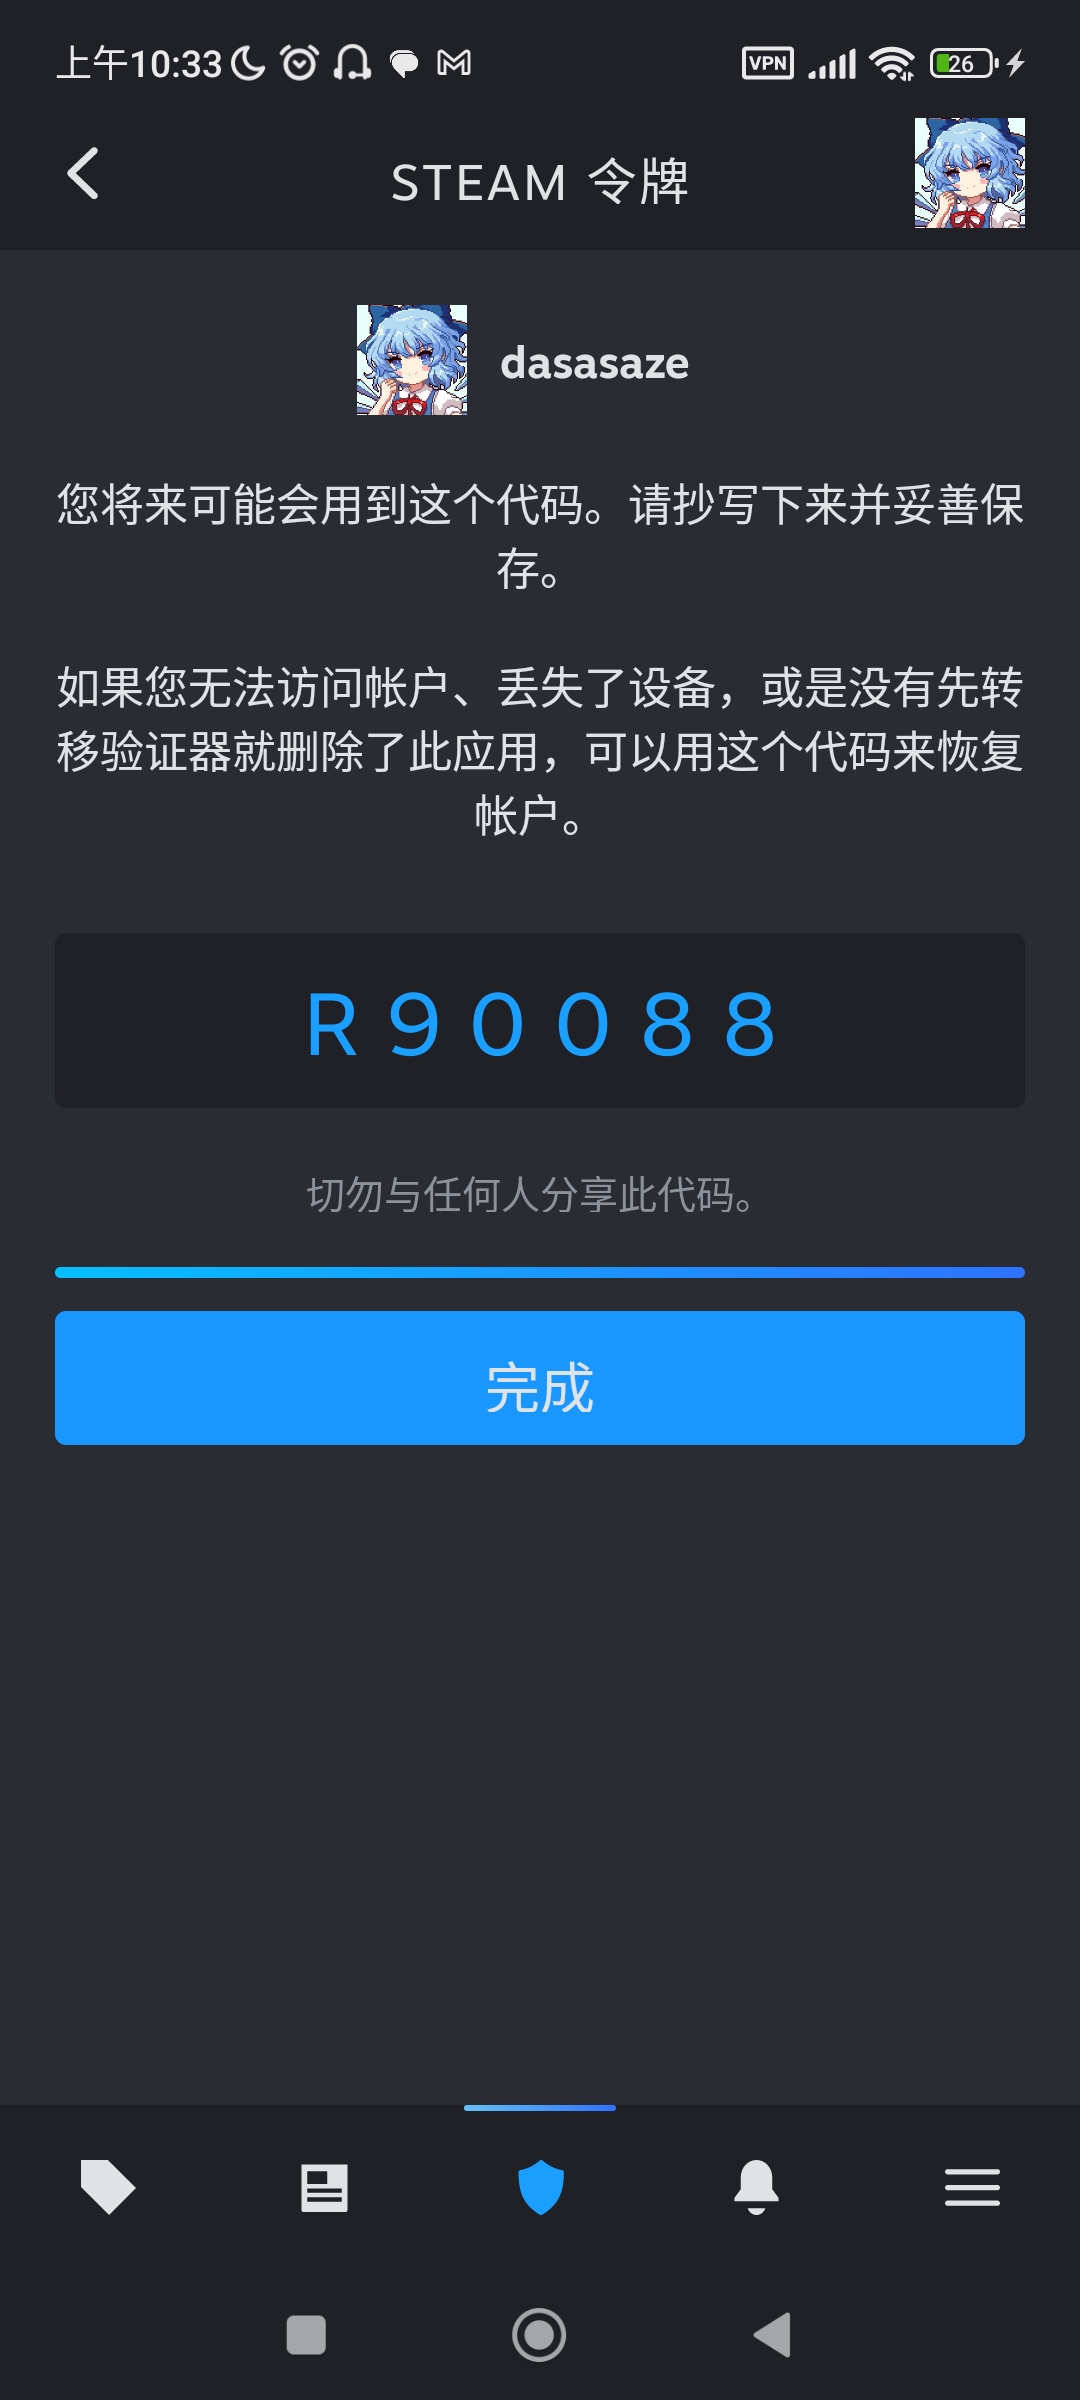 上午10:33
VPN
26
STEAM 令牌
dasasaze
您将来可能会用到这个代码。请抄写下来并妥善保
存。
如果您无法访问帐户、丢失了设备，或是没有先转
移验证器就删除了此应用，可以用这个代码来恢复
帐户。
R90088
切勿与任何人分享此代码。
完成